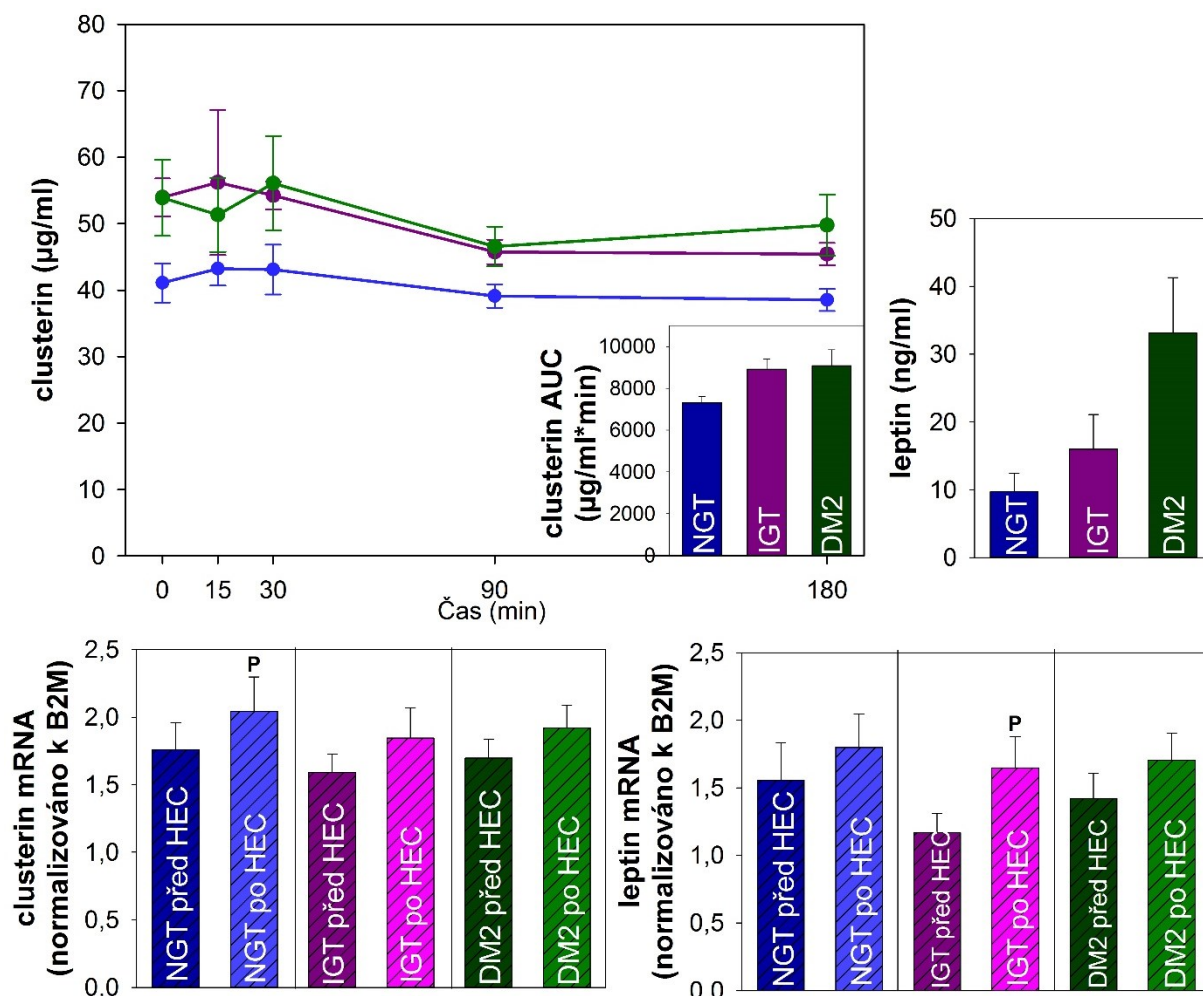 80
70
60
50
40
30
20
10
0
clusterin (µg/ml)
0 15 30 90 180
Čas (min)
10000
8000
6000
4000
2000
0
clusterin AUC
(µg/ml*min)
NGT
IGT
DM2
50
40
30
20
10
0
leptin (ng/ml)
NGT
IGT
DM2
2,5
2,0
1,5
1,0
0,5
0,0
clusterin mRNA
(normalizováno k B2M)
P
NGT před HEC
NGT po HEC
IGT před HEC
IGT po HEC
DM2 před HEC
DM2 po HEC
2,5
2,0
1,5
1,0
0,5
0,0
leptin mRNA
(normalizováno k B2M)
P
NGT před HEC
NGT po HEC
IGT před HEC
IGT po HEC
DM2 před HEC
DM2 po HEC